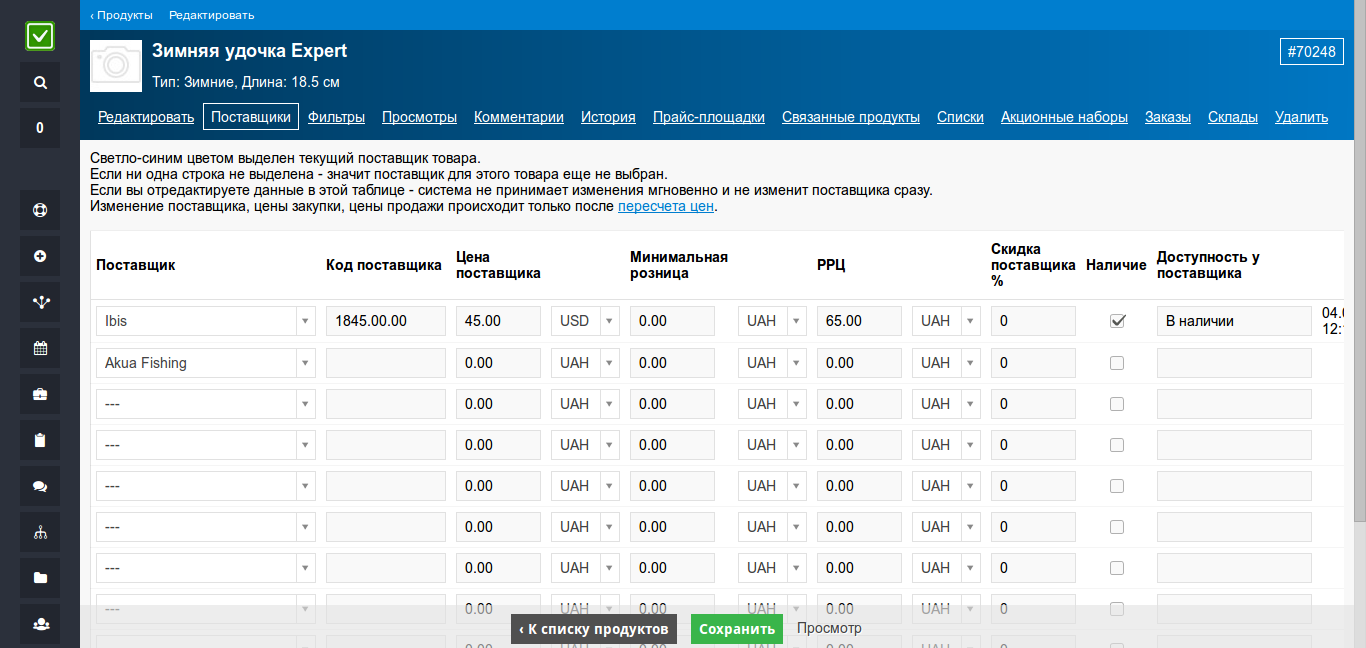 ‹ Продукты Редактировать
Зимняя удочка Expert
#70248
Тип: Зимние, Длина: 18.5 см
0
Редактировать Поставщики Фильтры Просмотры Комментарии История Прайс-площадки Связанные продукты Списки Акционные наборы Заказы Склады Удалить
Светло-синим цветом выделен текущий поставщик товара.
Если ни одна строка не выделена - значит поставщик для этого товара еще не выбран.
Если вы отредактируете данные в этой таблице - система не принимает изменения мгновенно и не изменит поставщика сразу.
Изменение поставщика, цены закупки, цены продажи происходит только после пересчета цен.
Поставщик Код поставщика Цена поставщика Минимальная розница РРЦ Скидка поставщика % Наличие Доступность у поставщика
Ibis 1845.00.00 45.00 USD 0.00 UAH 65.00 UAH 0 В наличии
Akua Fishing 0.00 UAH 0.00 UAH 0.00 UAH 0
--- 0.00 UAH 0.00 UAH 0.00 UAH 0
--- 0.00 UAH 0.00 UAH 0.00 UAH 0
--- 0.00 UAH 0.00 UAH 0.00 UAH 0
--- 0.00 UAH 0.00 UAH 0.00 UAH 0
--- 0.00 UAH 0.00 UAH 0.00 UAH 0
--- 0.00 UAH 0.00 UAH 0.00 UAH 0
‹ К списку продуктов Сохранить Просмотр